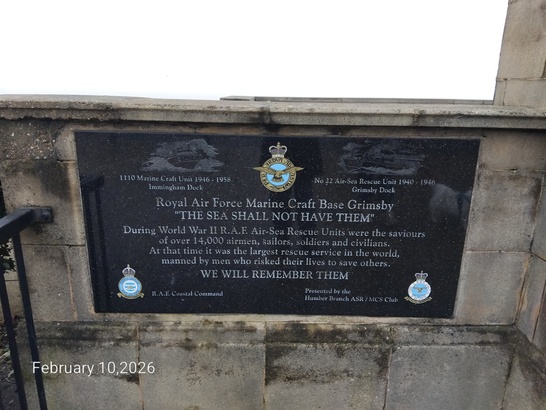 1110 Marine Craft Unit 1946 - 1958
Immingham Dock
No 22 Air-Sea Rescue Unit 1940 - 1946
Grimsby Dock
Royal Air Force Marine Craft Base Grimsby
"THE SEA SHALL NOT HAVE THEM"
During World War II R.A.F Air-Sea Rescue Units were the saviours
of over 14,000 airmen, sailors, soldiers and civilians.
At that time it was the largest rescue service in the world,
manned by men who risked their lives to save others.
WE WILL REMEMBER THEM
R.A.F Coastal Command
Presented by the
Humber Branch ASR / MCS Club
February 10,2026